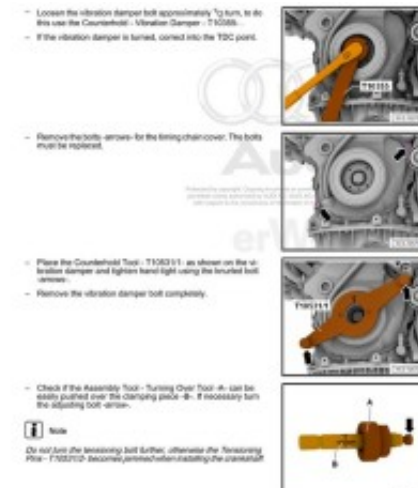 – Loosen the vibration damper bolt approximately turn, to do
this use the Counterhold - Vibration Damper - T10355-.
– If the vibration damper is turned, correct into the TDC point.
T10355
– Remove the bolts -arrows- for the timing chain cover. The bolts
must be replaced.
– Place the Counterhold Tool - T10531/1- as shown on the vi-
bration damper and tighten hand-tight using the knurled bolt
-arrows-.
– Remove the vibration damper bolt completely.
T10531/1
– Check if the Assembly Tool - Turning Over Tool -A- can be
easily pushed over the clamping piece -B-. If necessary turn
the adjusting bolt -arrow-.
A
B
i Note
Do not turn the tensioning bolt further, otherwise the Tensioning
Pins - T10531/2- becomes jammed when installing the crankshaft